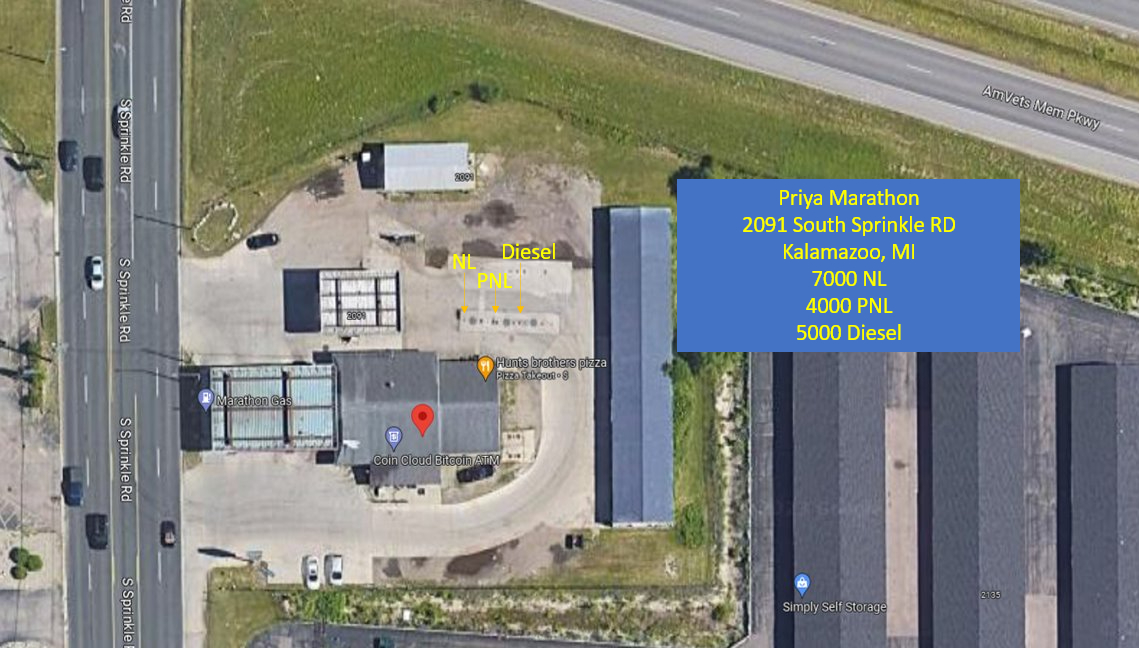 e Rd
S Sprinkle Rd
AmVets Mem Pkwy
2091
Priya Marathon
2091 South Sprinkle RD
Kalamazoo, MI
7000 NL
4000 PNL
5000 Diesel
Diesel
NL
PNL
S Sprinkle Rd
2091
Hunts brothers pizza
Pizza Takeout • $
Marathon Gas
Coin Cloud Bitcoin ATM
S Sprinkle Rd
S Sprinkle
Simply Self Storage
2135